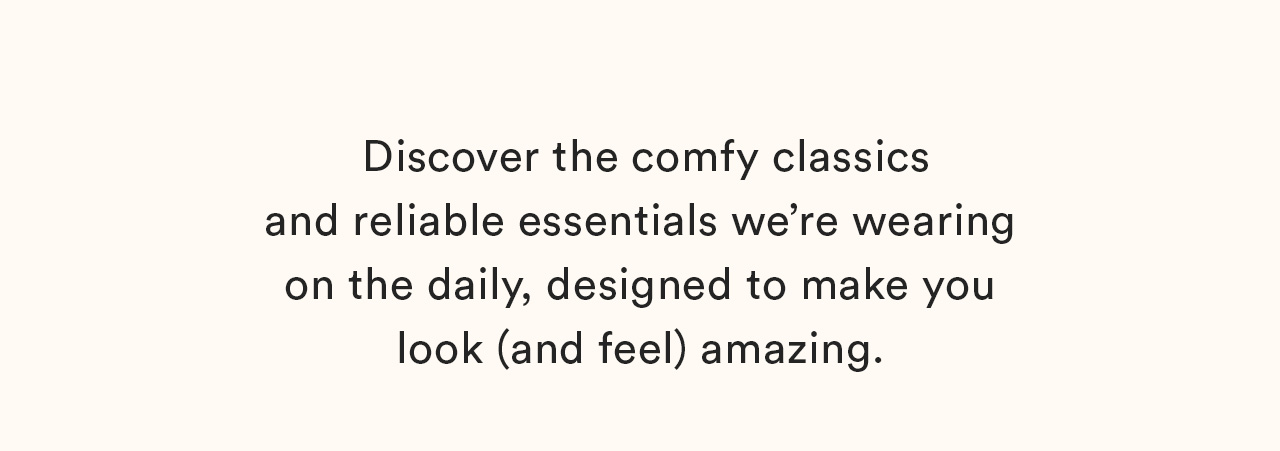 Discover the comfy classics
and reliable essentials we’re wearing
on the daily, designed to make you
look (and feel) amazing.